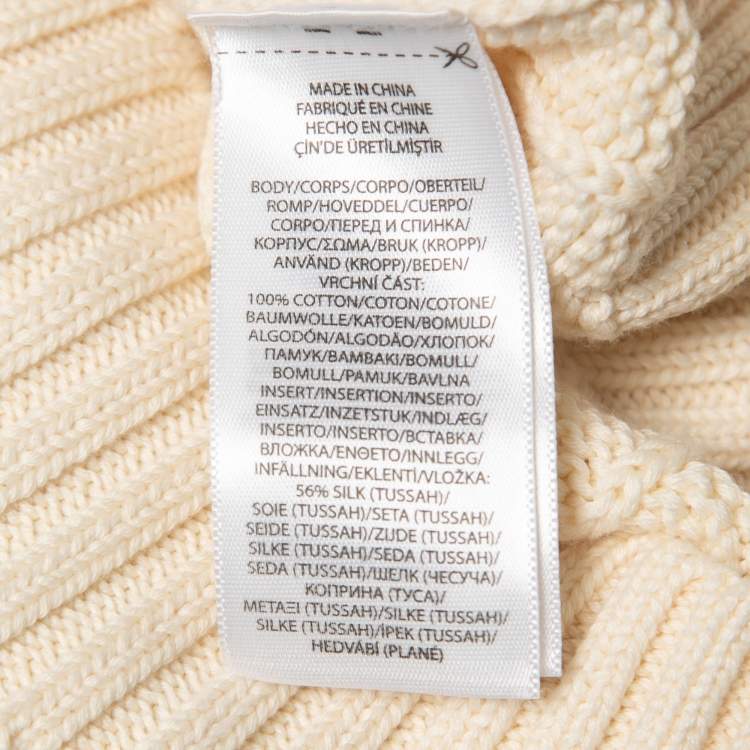 MADE IN CHINA
FABRIQUÉ EN CHINE
HECHO EN CHINA
ÇİN'DE ÜRETİLMİŞTİR
BODY/CORPS/CORPO/OBERTEIL/
ROMP/HOVEDDEL/CUERPO/
CORPO/ПЕРЕД И СПИНКА/
КОРПУС/ΣΩΜΑ/BRUK (KROPP)/
ANVÄND (KROPP)/BEDEN/
VRCHNÍ ČÁST:
100% COTTON/COTON/COTONE/
BAUMWOLLE/KATOEN/BOMULD/
ALGODÓN/ALGODÃO/ХЛОПОК/
ПАМУК/ΒΑΜΒΑΚΙ/BOMULL/
BOMULL/PAMUK/BAVLNA
INSERT/INSERTION/INSERTO/
EINSATZ/INZETSTUK/INDLÆG/
INSERTO/INSERTO/ВСТАВКА/
ВЛОЖКА/ΕΝΘΕΤΟ/INNLEGG/
INFÄLLNING/EKLENTİ/VLOŽKA:
56% SILK (TUSSAH)/
SOIE (TUSSAH)/SETA (TUSSAH)/
SEIDE (TUSSAH)/ZIJDE (TUSSAH)/
SILKE (TUSSAH)/SEDA (TUSSAH)/
SEDA (TUSSAH)/ШЕЛК (ЧЕСУЧА)/
КОПРИНА (ТУСА)/
ΜΕΤΑΞΙ (TUSSAH)/SILKE (TUSSAH)/
SILKE (TUSSAH)/İPEK (TUSSAH)/
HEDVÁBÍ (PLANÉ)